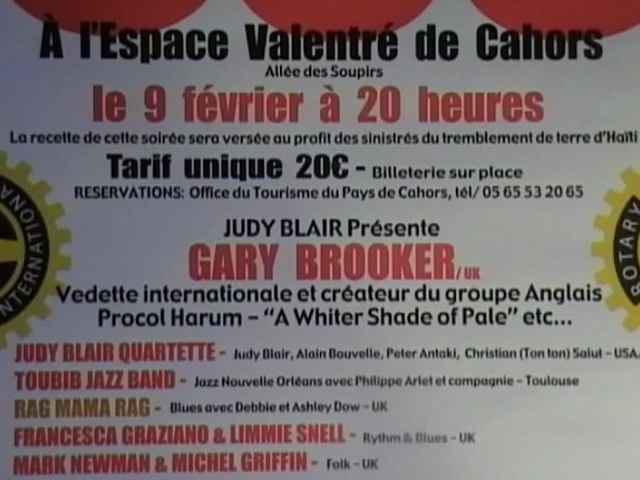 À l'Espace Valentré de Cahors
Allée des Soupirs
le 9 février à 20 heures
La recette de cette soirée sera versée au profit des sinistrés du tremblement de terre d'Haïti
Tarif unique 20€ - Billeterie sur place
RESERVATIONS: Office du Tourisme du Pays de Cahors, tél/ 05 65 53 20 65
JUDY BLAIR Présente
GARY BROOKER/UK
Vedette internationale et créateur du groupe Anglais
Procol Harum - "A Whiter Shade of Pale" etc...
JUDY BLAIR QUARTETTE - Judy Blair, Alain Bouvelle, Peter Antaki, Christian (Ton ton) Salut - USA
TOUBIB JAZZ BAND - Jazz Nouvelle Orléans avec Philippe Arlet et compagnie - Toulouse
RAG MAMA RAG - Blues avec Debbie et Ashley Dow - UK
FRANCESCA GRAZIANO & LIMMIE SNELL - Rythm & Blues - UK
MARK NEWMAN & MICHEL GRIFFIN - Folk - UK
INTERNATIONAL
ROTARY